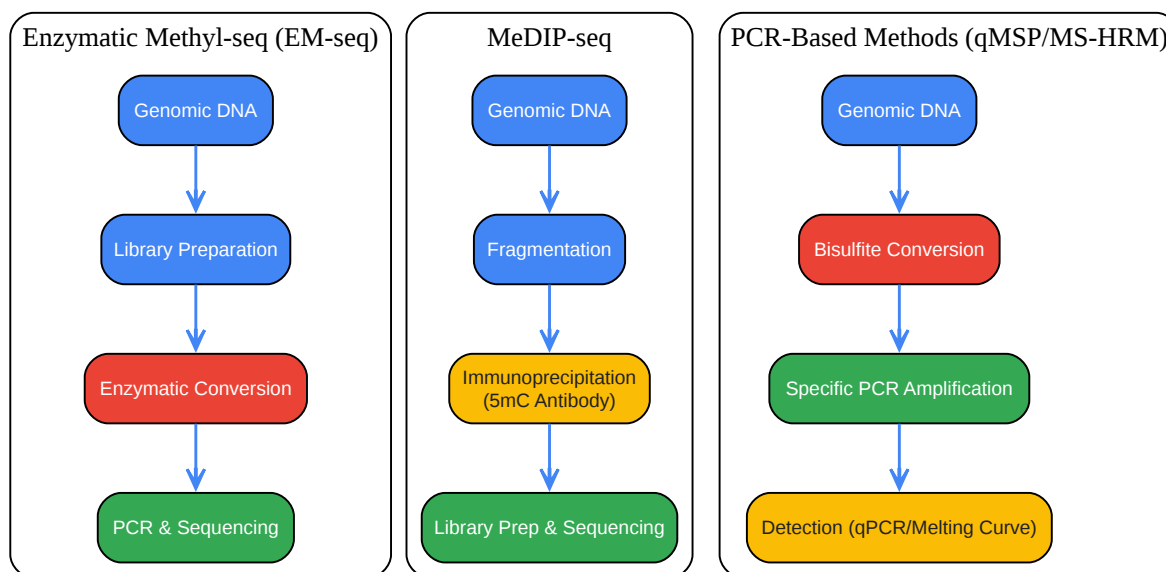 Enzymatic Methyl-seq (EM-seq)
Genomic DNA
Library Preparation
Enzymatic Conversion
PCR & Sequencing
MeDIP-seq
Genomic DNA
Fragmentation
Immunoprecipitation
(5mC Antibody)
Library Prep & Sequencing
PCR-Based Methods (qMSP/MS-HRM)
Genomic DNA
Bisulfite Conversion
Specific PCR Amplification
Detection (qPCR/Melting Curve)